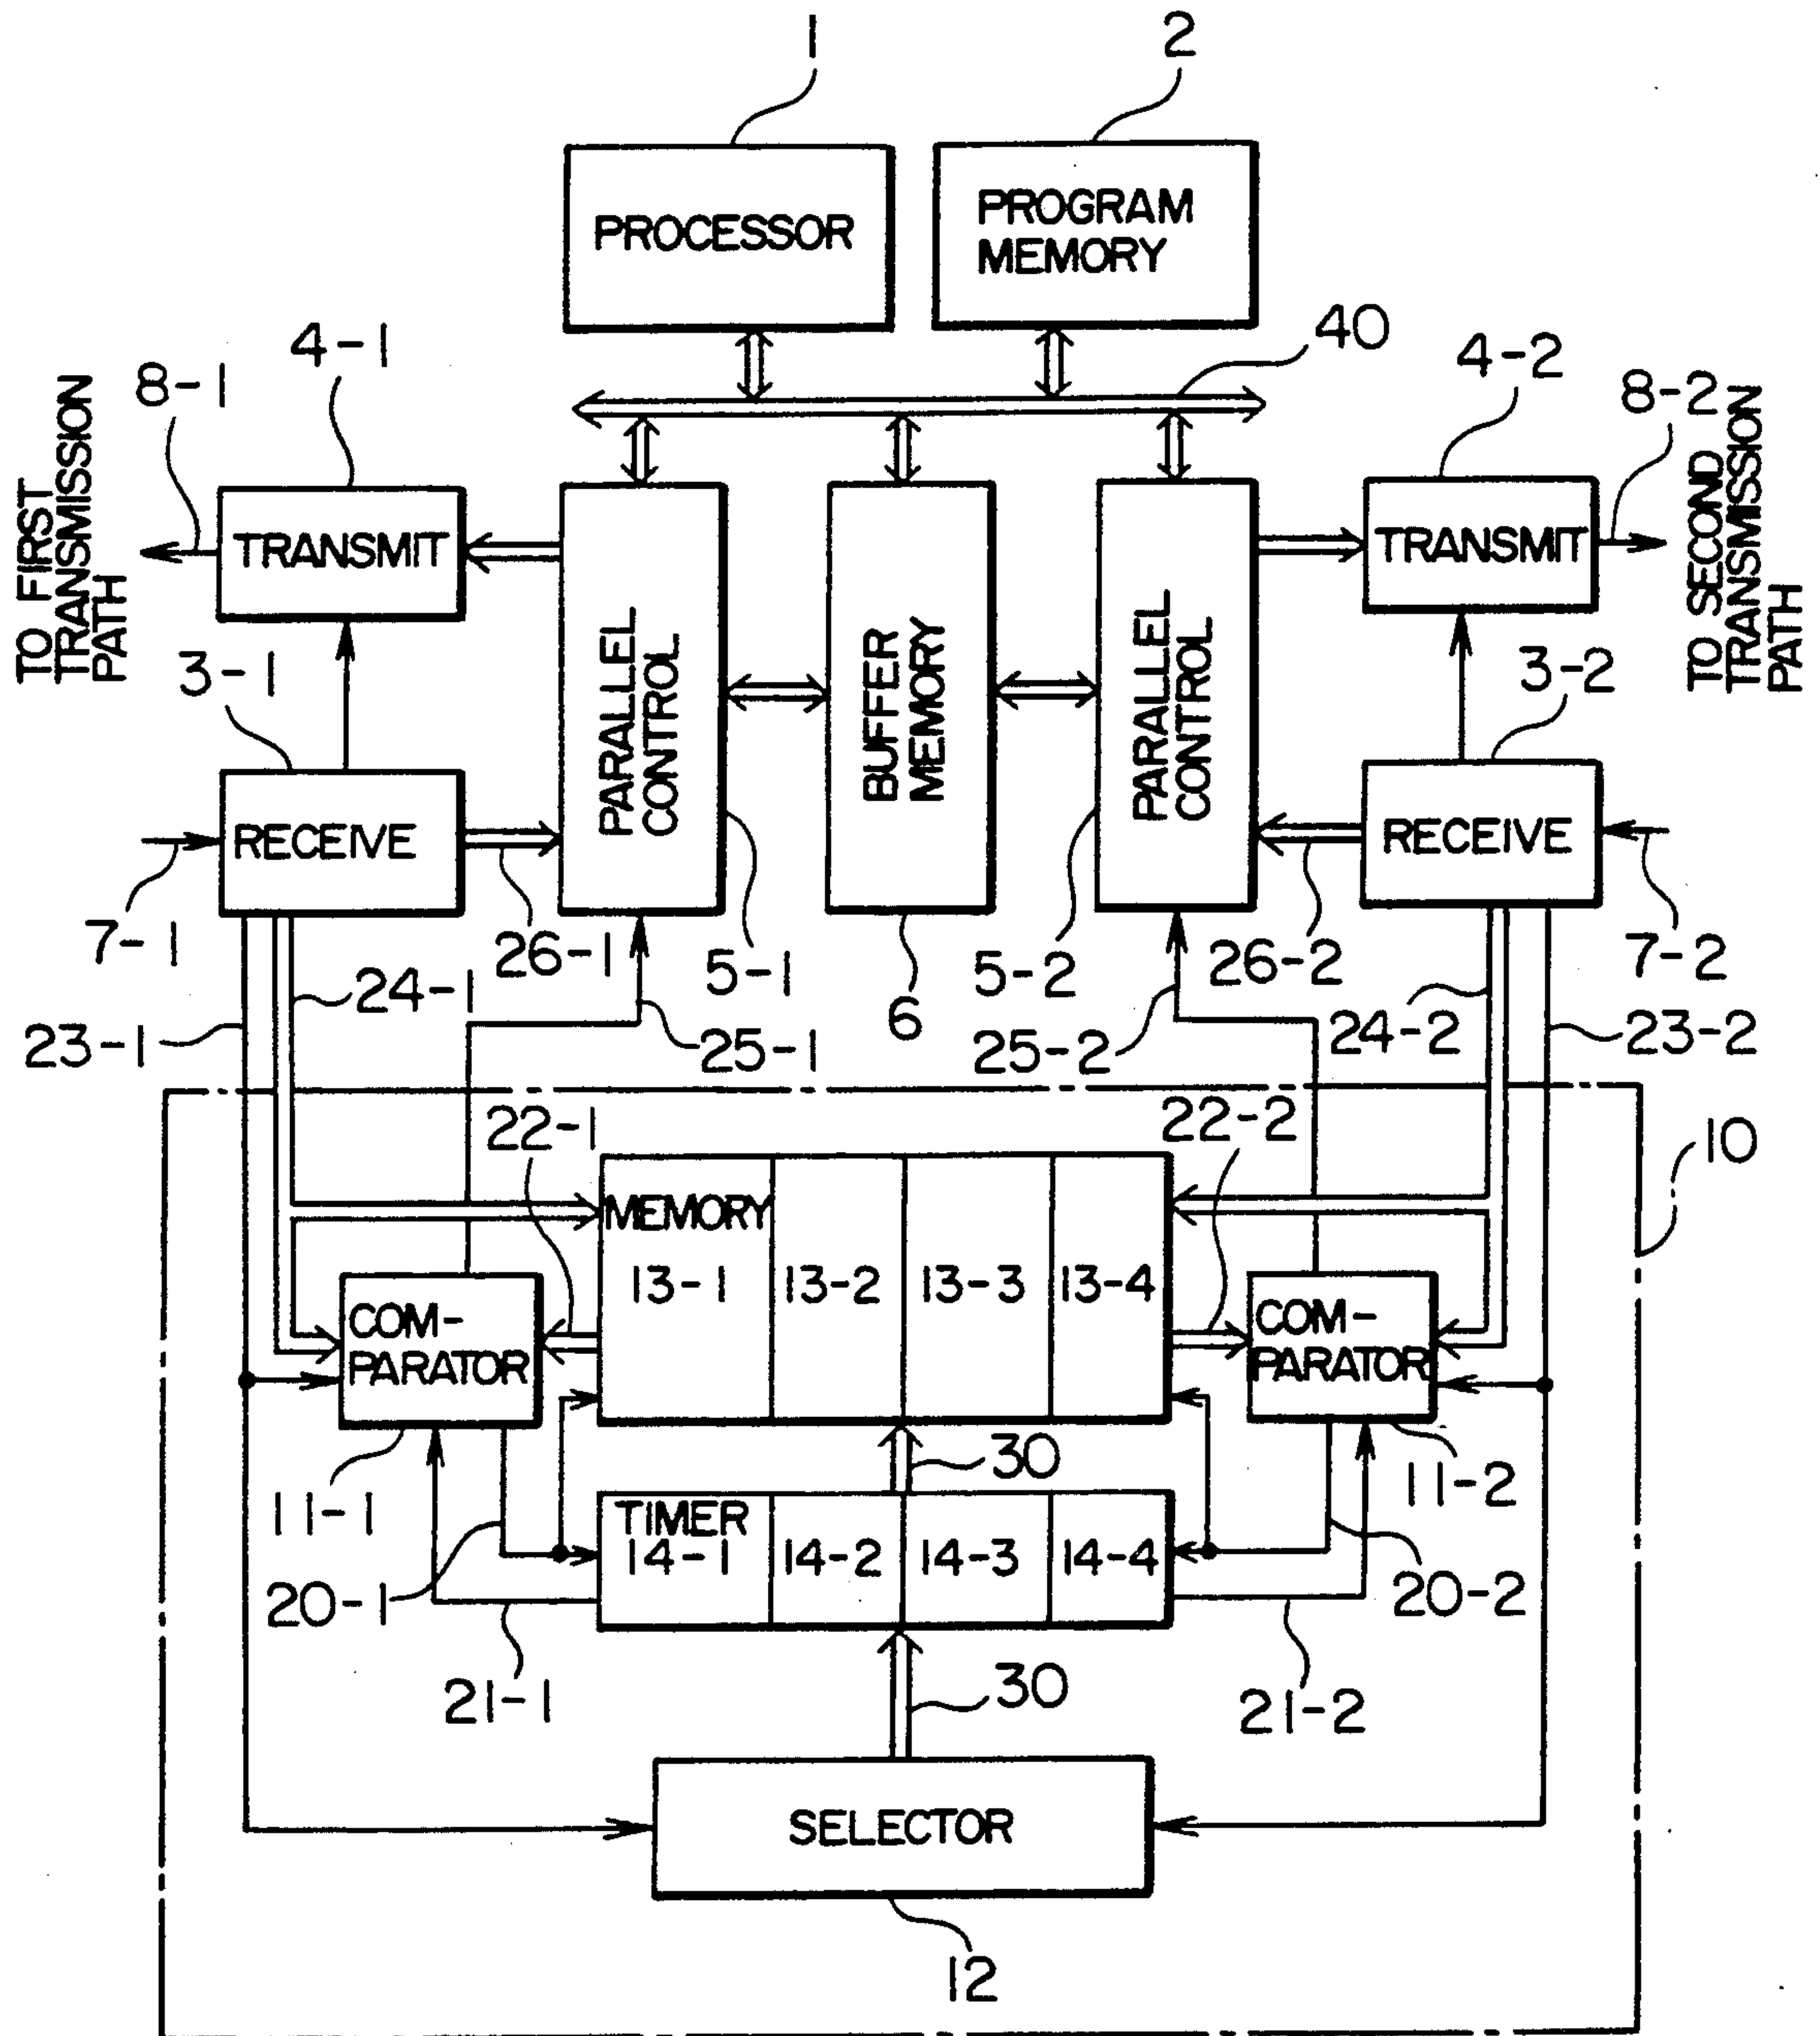 1
2
PROCESSOR
PROGRAM
MEMORY
40
4-1
4-2
8-1
8-2
TO FIRST
TRANSMISSION
PATH
TO SECOND
TRANSMISSION
PATH
TRANSMIT
TRANSMIT
PARALLEL
CONTROL
BUFFER
MEMORY
PARALLEL
CONTROL
3-1
3-2
RECEIVE
RECEIVE
7-1
26-1
5-1
6
5-2
26-2
7-2
24-1
23-1
25-1
25-2
24-2
23-2
22-1
22-2
10
MEMORY
13-1
13-2
13-3
13-4
COM-
PARATOR
COM-
PARATOR
11-1
30
11-2
TIMER
14-1
14-2
14-3
14-4
20-1
20-2
21-1
30
21-2
SELECTOR
12